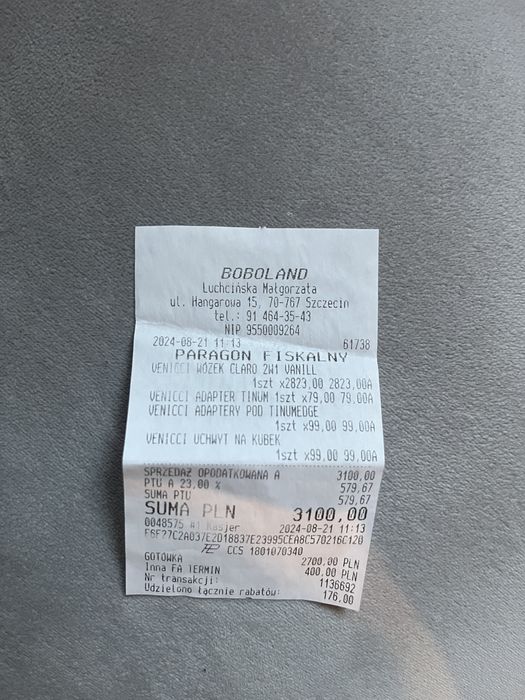 BOBOLAND
Luchcińska Małgorzata
ul. Hangarowa 15, 70-767 Szczecin
tel.: 91 464-35-43
NIP 9550009264
2024-08-21 11:13 61738
PARAGON FISKALNY
VENICCI WÓZEK CLARO 2W1 VANILL
1szt x2823,00 2823,00A
VENICCI ADAPTER TINUM 1szt x79,00 79,00A
VENICCI ADAPTERY POD TINUMEDGE
1szt x99,00 99,00A
VENICCI UCHWYT NA KUBEK
1szt x99,00 99,00A
SPRZEDAŻ OPODATKOWANA A 3100,00
PTU A 23,00 % 579,67
SUMA PTU 579,67
SUMA PLN 3100,00
0048575 #1 Kasjer 2024-08-21 11:13
CCS 1801070340
GOTÓWKA 2700,00 PLN
Inna FA TERMIN 400,00 PLN
Nr transakcji: 1136692
Udzielono łącznie rabatów: 176,00